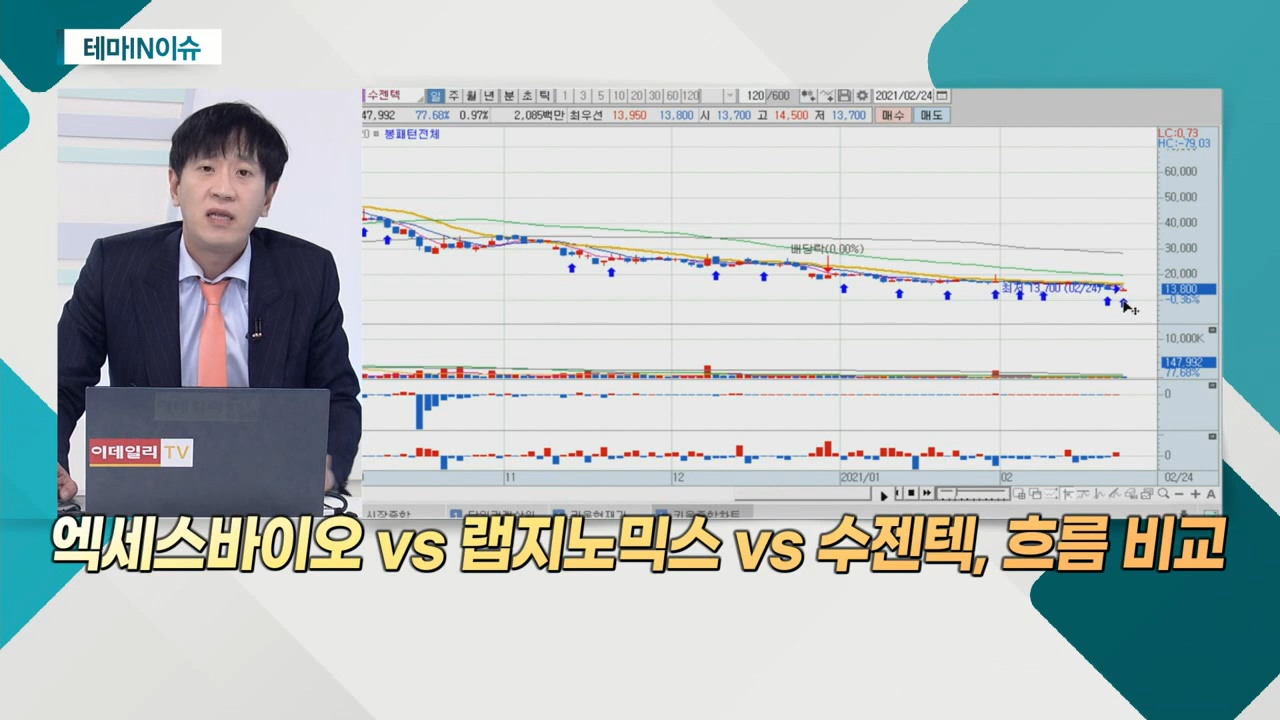 테마IN이슈
수젠텍 일 주 월 년 분 초 틱 1 3 5 10 20 30 60 120 120 /600 2021/02/24
47,992 77.68% 0.97% 2,085백만 최우선 13,950 13,800 시 13,700 고 14,500 저 13,700 매수 매도
봉패턴전체
LC:0.73
HC:-79.03
60,000
50,000
40,000
배당락(0.00%)
30,000
20,000
최저 13,700 (02/24)
13,800
-0.36%
10,000K
147,992
77.68%
0
0
이데일리TV
11 12 2021/01 02 02/24
A
엑세스바이오 vs 랩지노믹스 vs 수젠텍, 흐름 비교